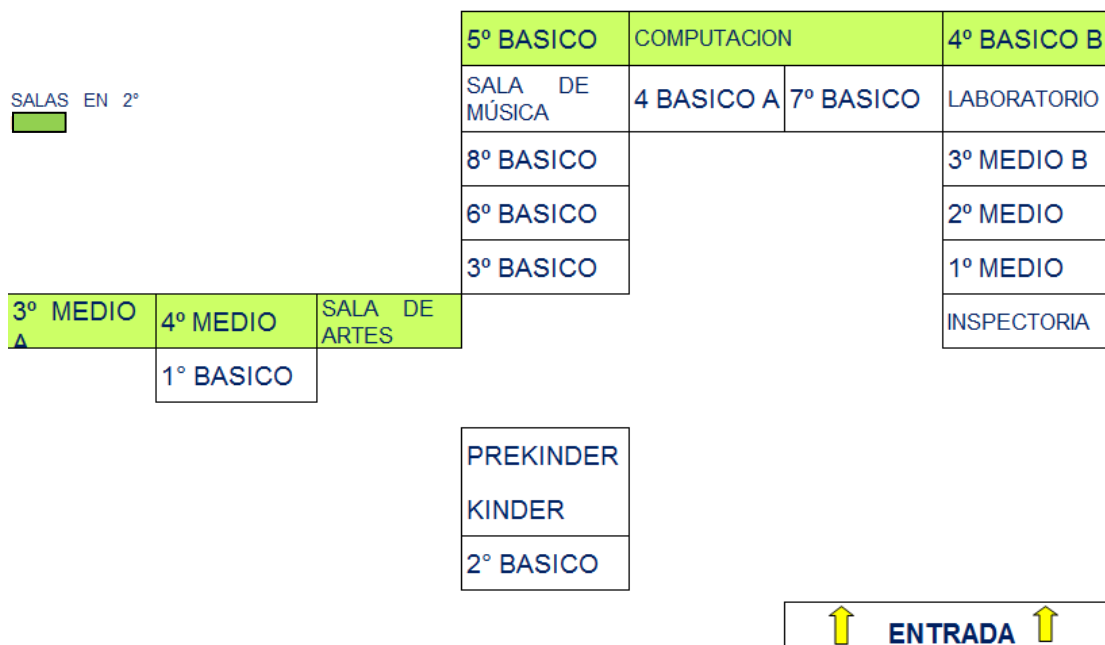 5º BASICO COMPUTACION 4º BASICO B
SALAS EN 2°
SALA DE
MÚSICA
4 BASICO A 7º BASICO LABORATORIO
8º BASICO 3º MEDIO B
6º BASICO 2º MEDIO
3º BASICO 1º MEDIO
3º MEDIO
A
4º MEDIO
SALA DE
ARTES
INSPECTORIA
1° BASICO
PREKINDER
KINDER
2° BASICO
ENTRADA